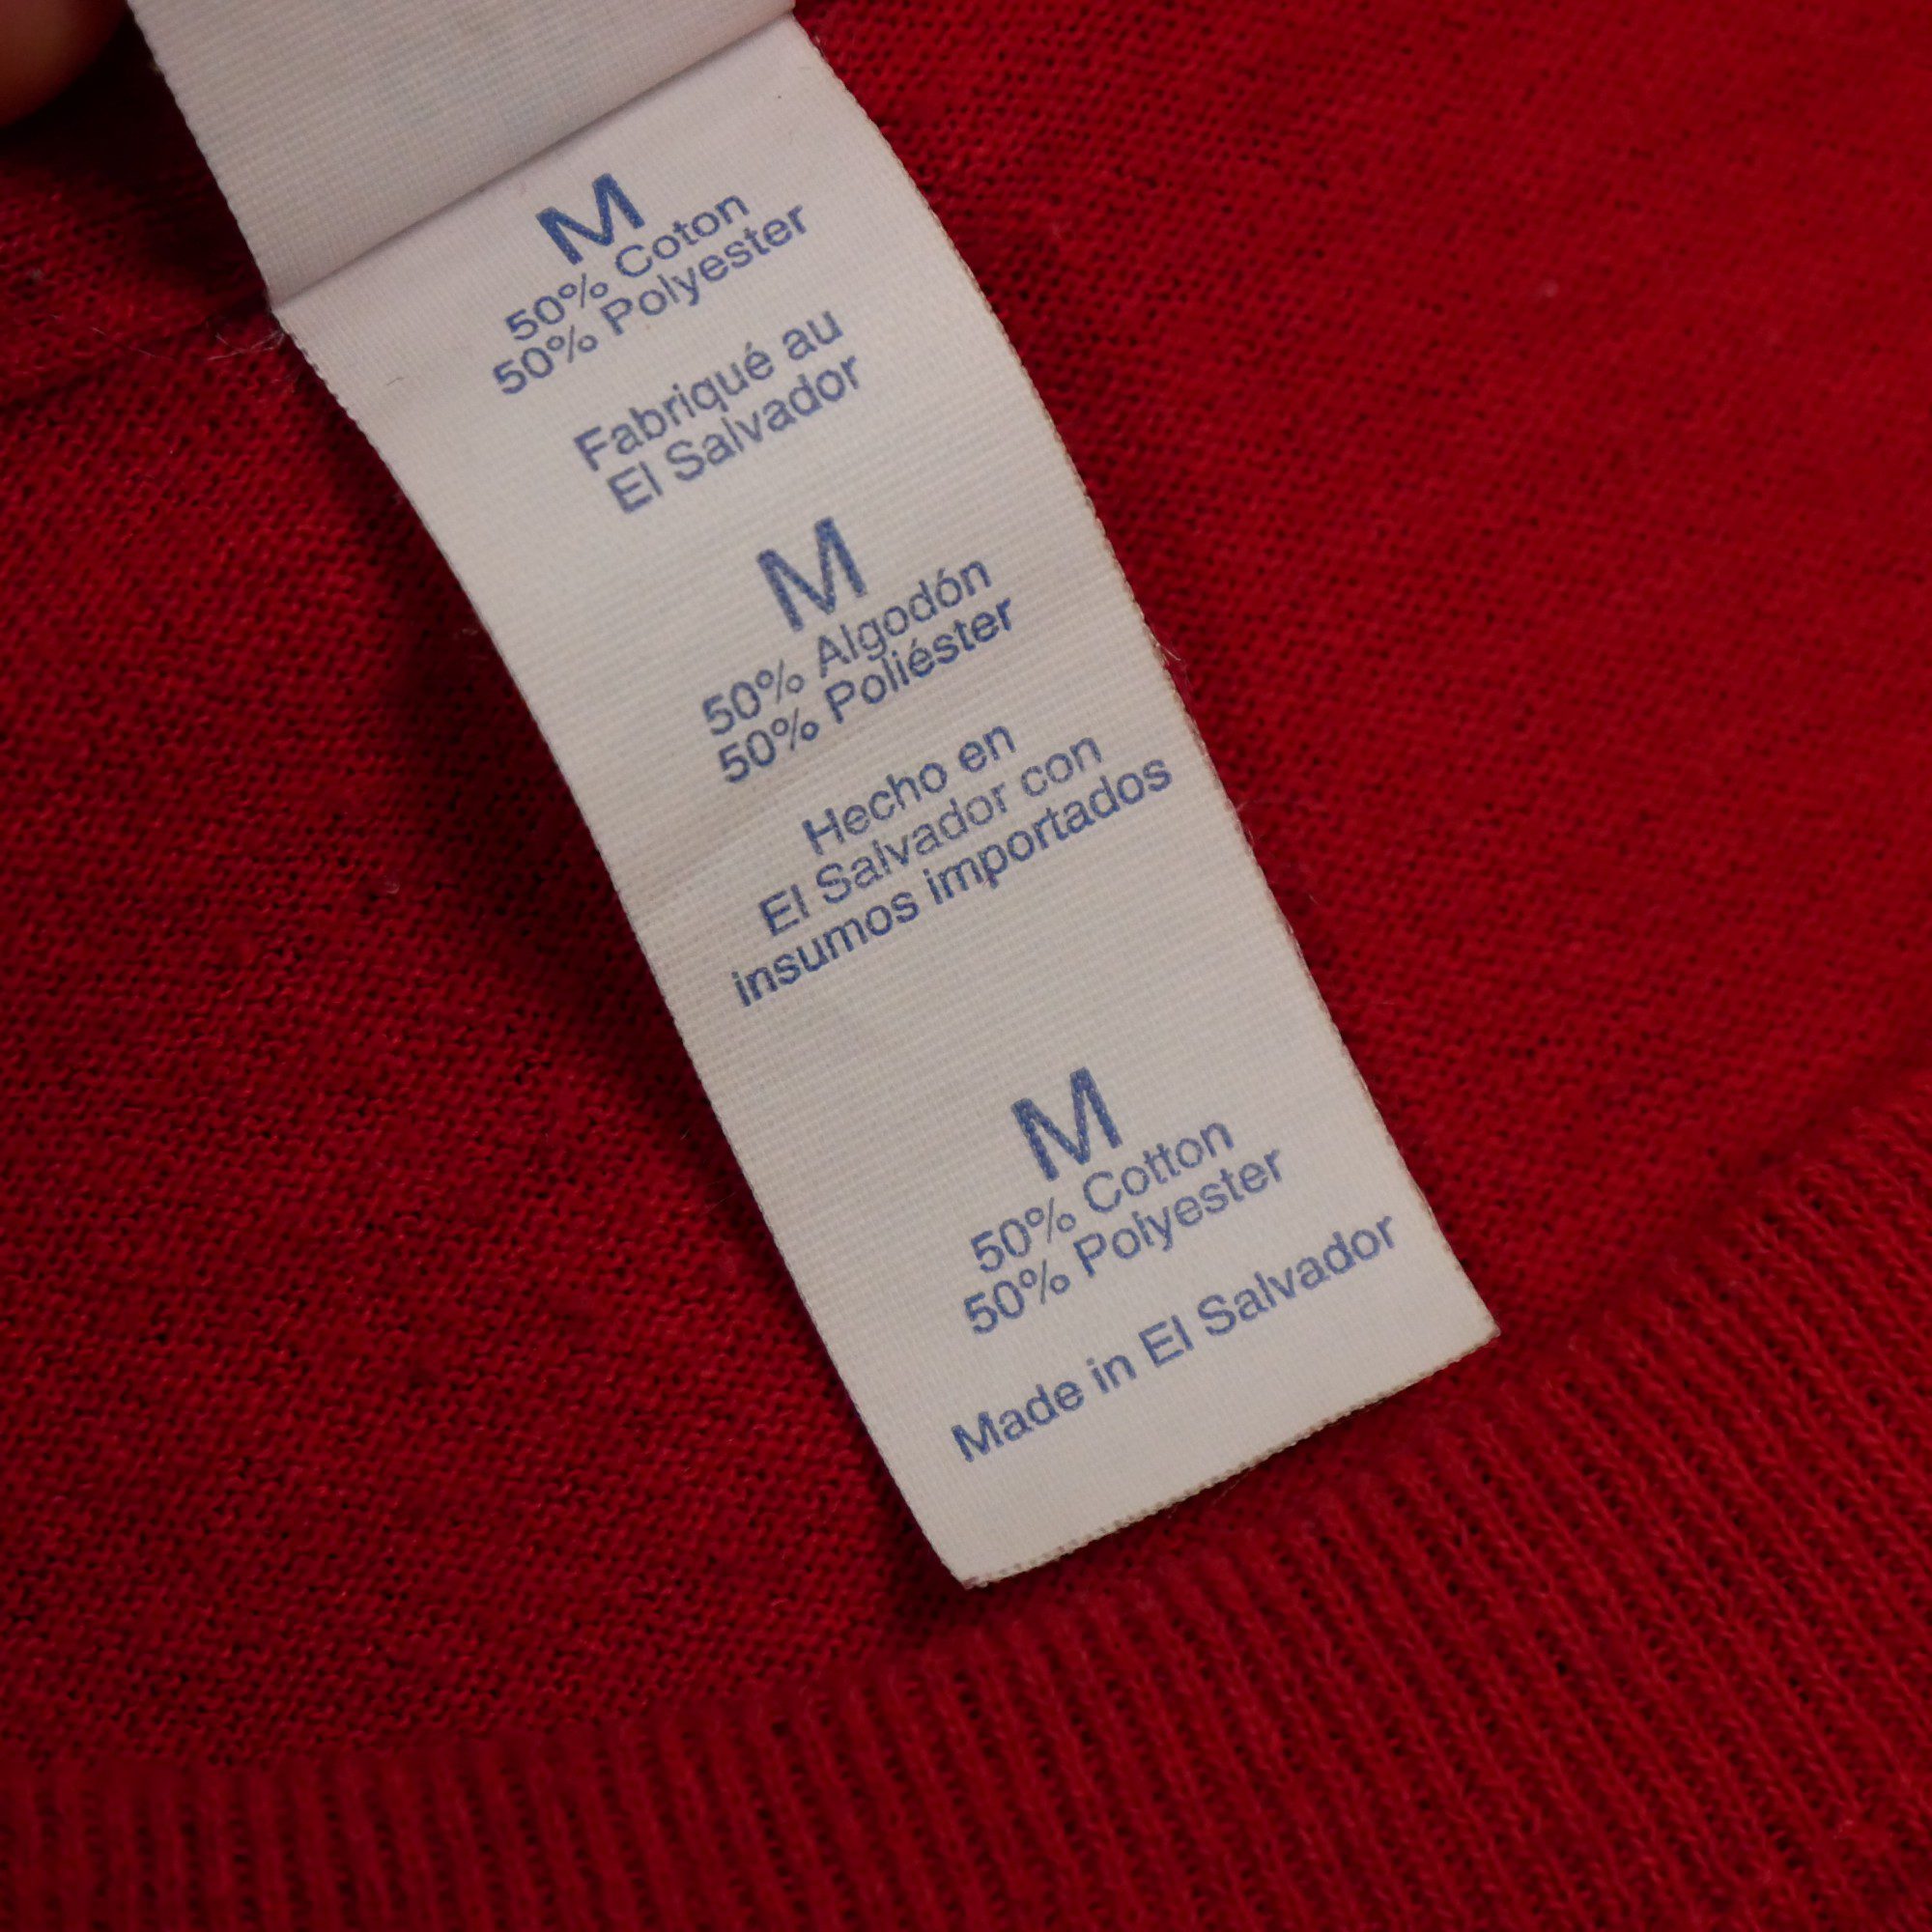 M
50% Coton
50% Polyester
Fabriqué au
El Salvador
M
50% Algodón
50% Poliéster
Hecho en
El Salvador con
insumos importados
M
50% Cotton
50% Polyester
Made in El Salvador